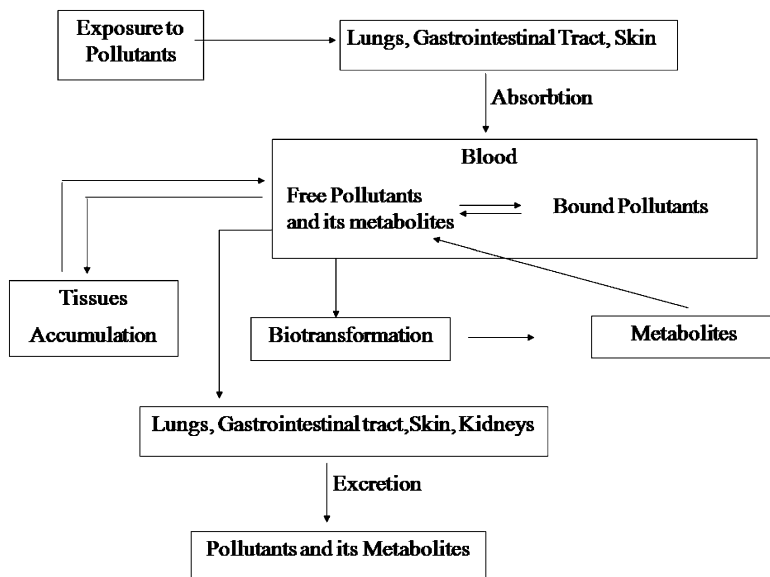 Exposure to
Pollutants
Lungs, Gastrointestinal Tract, Skin
Absorbtion
Blood
Free Pollutants
and its metabolites
Bound Pollutants
Tissues
Accumulation
Biotransformation
Metabolites
Lungs, Gastrointestinal tract,Skin, Kidneys
Excretion
Pollutants and its Metabolites